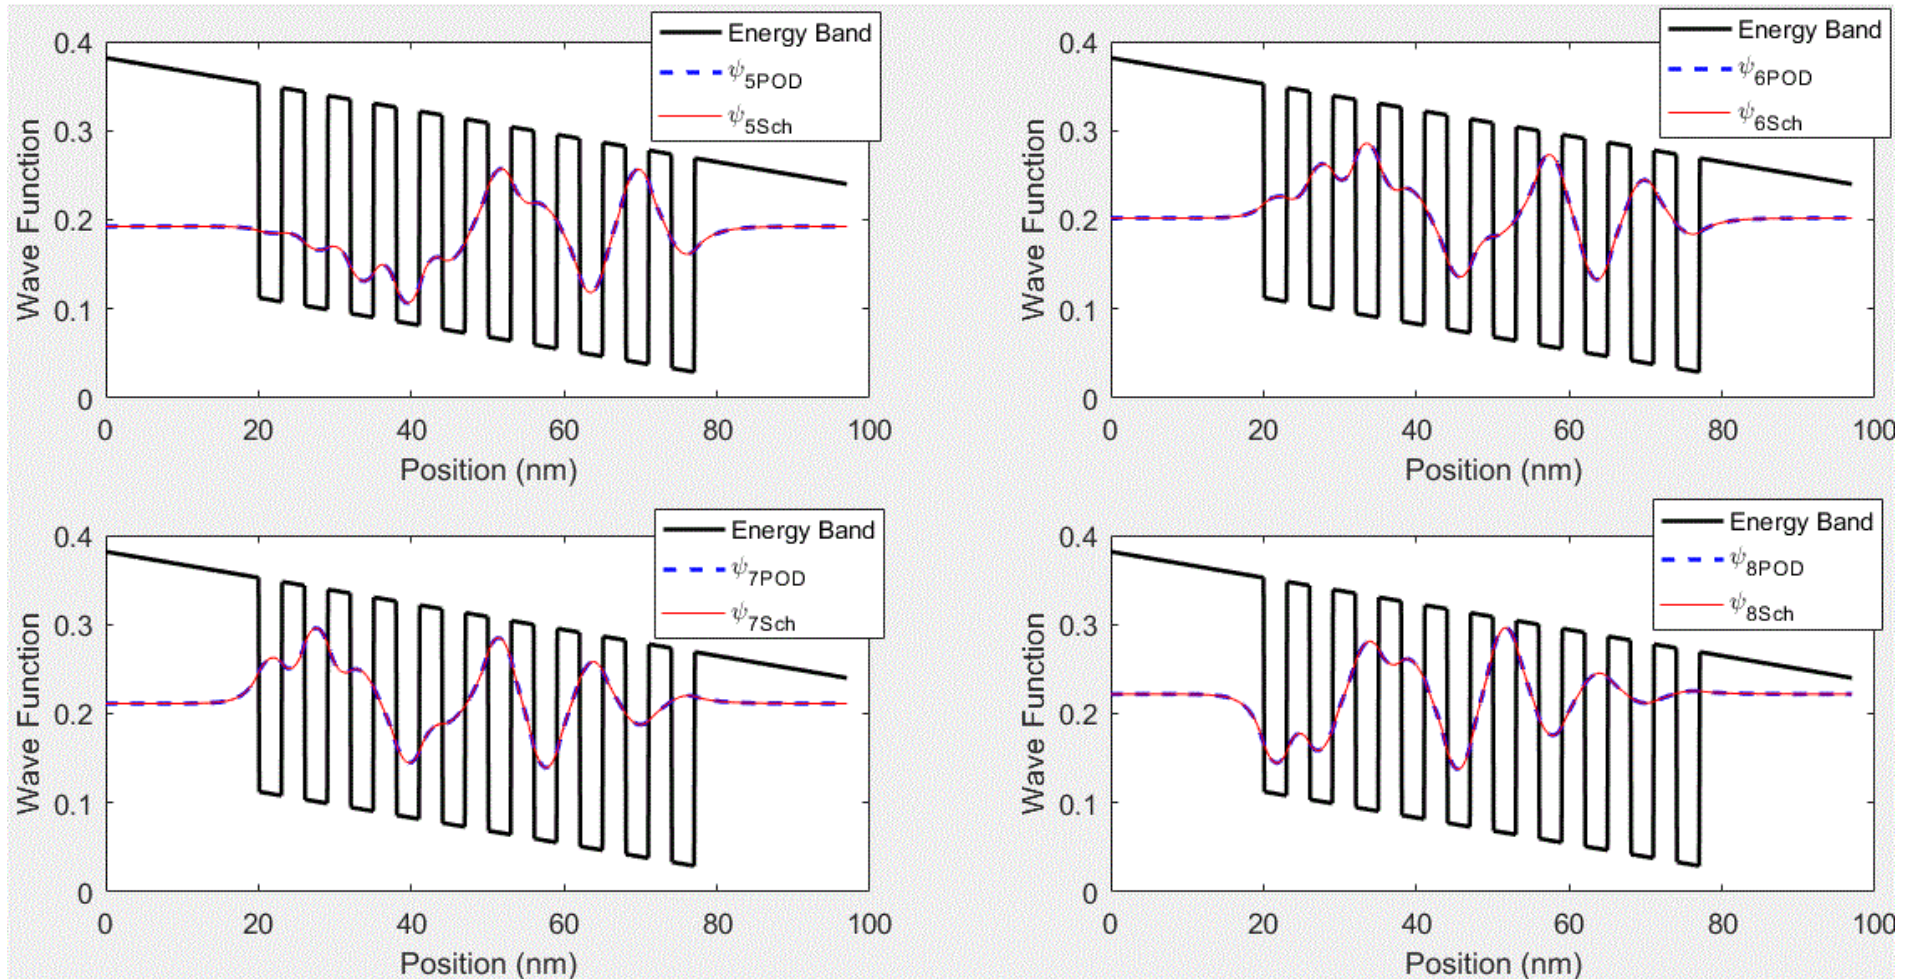 Energy Band
ψ5POD
ψ5Sch
Wave Function
0.4
0.3
0.2
0.1
0
0 20 40 60 80 100
Position (nm)
Energy Band
ψ6POD
ψ6Sch
Wave Function
0.4
0.3
0.2
0.1
0
0 20 40 60 80 100
Position (nm)
Energy Band
ψ7POD
ψ7Sch
Wave Function
0.4
0.3
0.2
0.1
0
0 20 40 60 80 100
Position (nm)
Energy Band
ψ8POD
ψ8Sch
Wave Function
0.4
0.3
0.2
0.1
0
0 20 40 60 80 100
Position (nm)